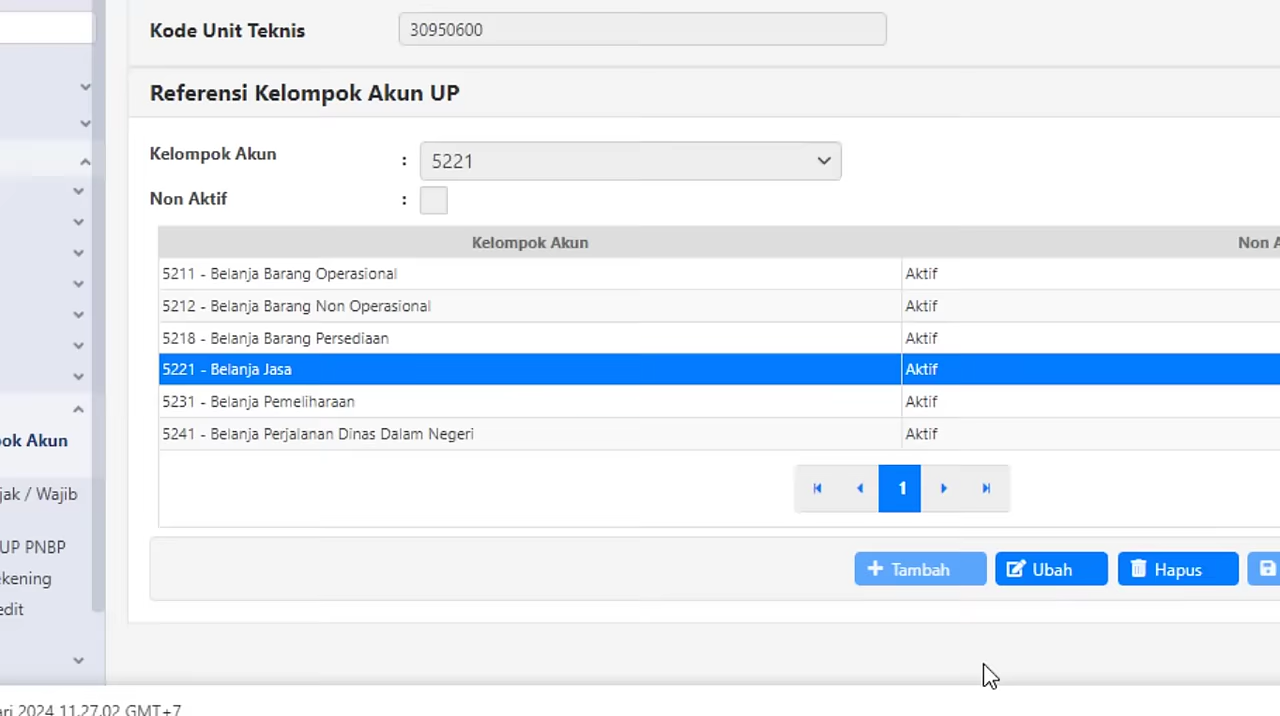 Kode Unit Teknis 30950600
Referensi Kelompok Akun UP
Kelompok Akun : 5221
Non Aktif :
Kelompok Akun Non A
5211 - Belanja Barang Operasional Aktif
5212 - Belanja Barang Non Operasional Aktif
5218 - Belanja Barang Persediaan Aktif
5221 - Belanja Jasa Aktif
5231 - Belanja Pemeliharaan Aktif
5241 - Belanja Perjalanan Dinas Dalam Negeri Aktif
1
Tambah Ubah Hapus
ok Akun
jak / Wajib
UP PNBP
ekening
edit
ari 2024 11.27.02 GMT+7